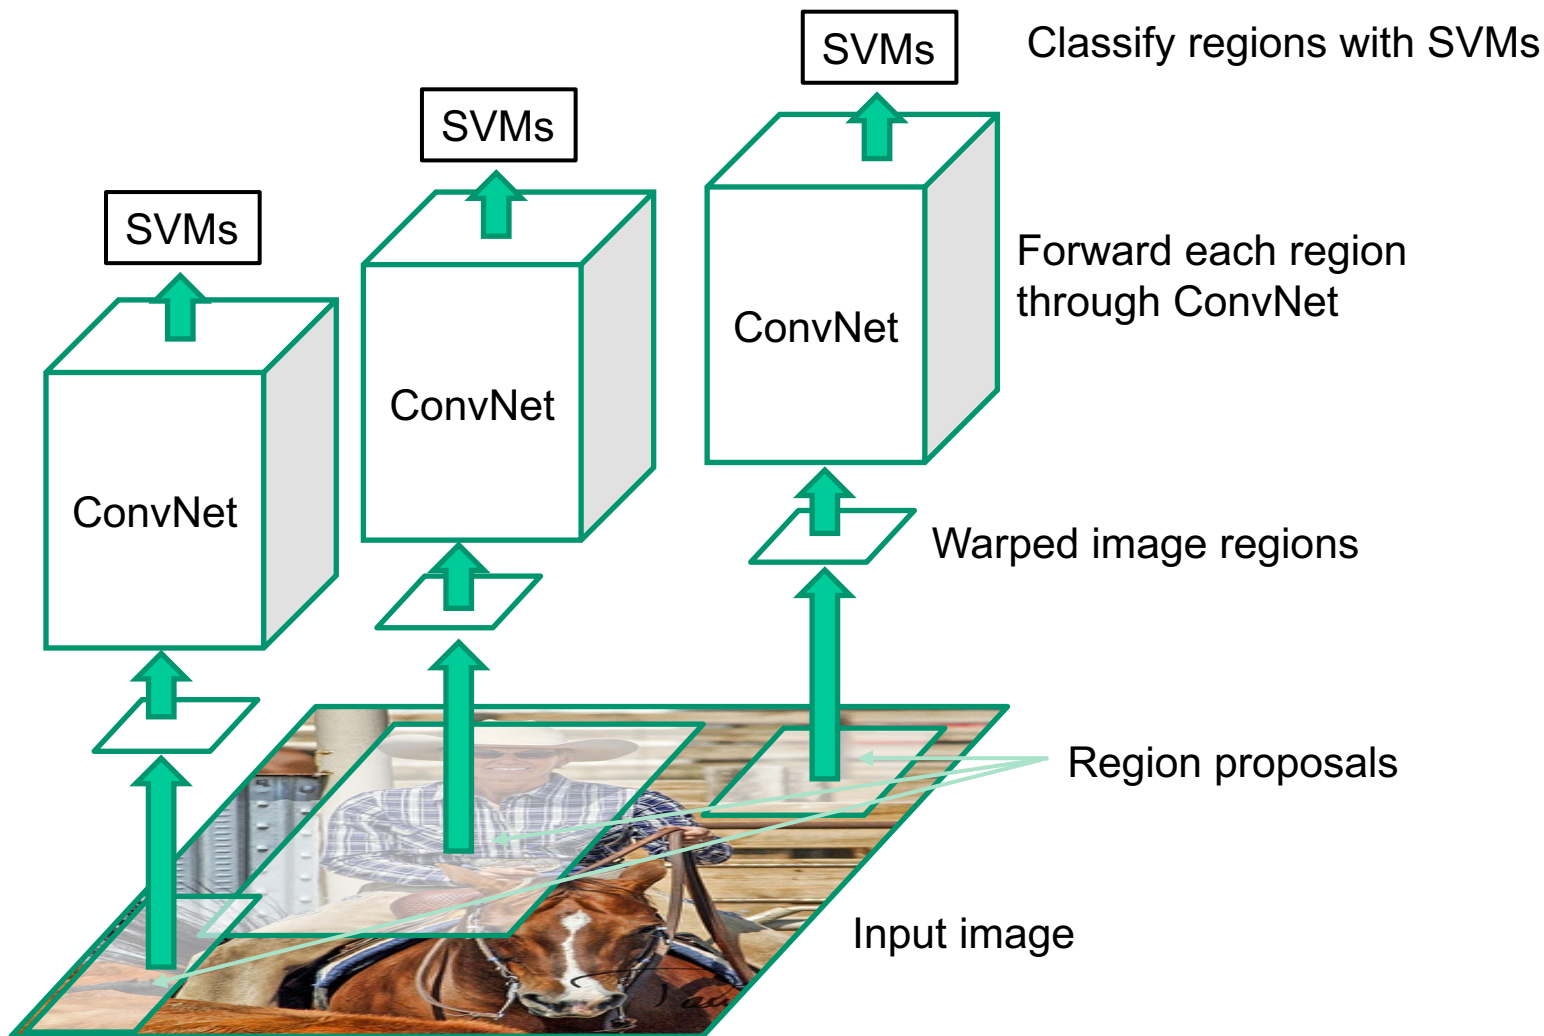 SVMs
Classify regions with SVMs
SVMs
SVMs
Forward each region
through ConvNet
ConvNet
ConvNet
ConvNet
Warped image regions
Region proposals
Input image